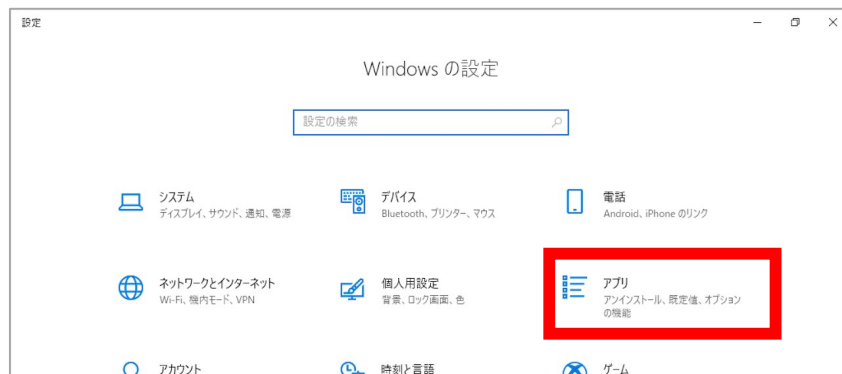 設定
Windows の設定
設定の検索
システム
ディスプレイ、サウンド、通知、電源
デバイス
Bluetooth、プリンター、マウス
電話
Android、iPhone のリンク
ネットワークとインターネット
Wi-Fi、機内モード、VPN
個人用設定
背景、ロック画面、色
アプリ
アンインストール、既定値、オプション
の機能
アカウント
時刻と言語
ゲーム